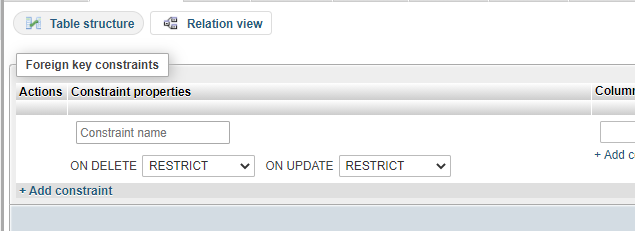 Table structure Relation view
Foreign key constraints
Actions Constraint properties
Constraint name
+ Add
ON DELETE RESTRICT ON UPDATE RESTRICT
+ Add constraint